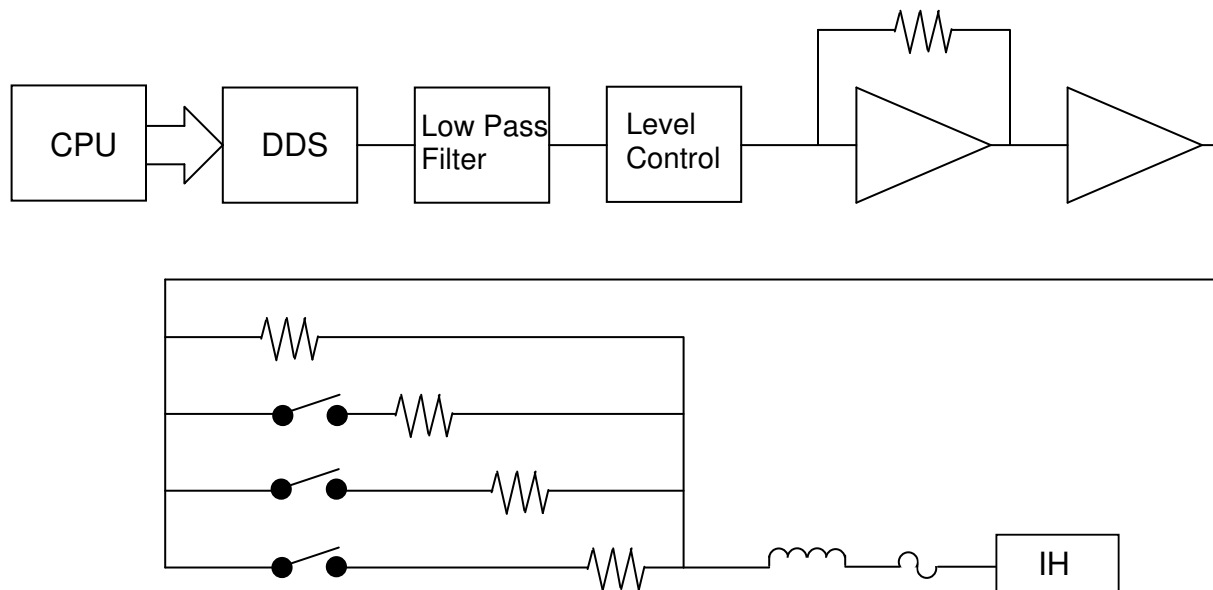 CPU
DDS
Low Pass
Filter
Level
Control
IH